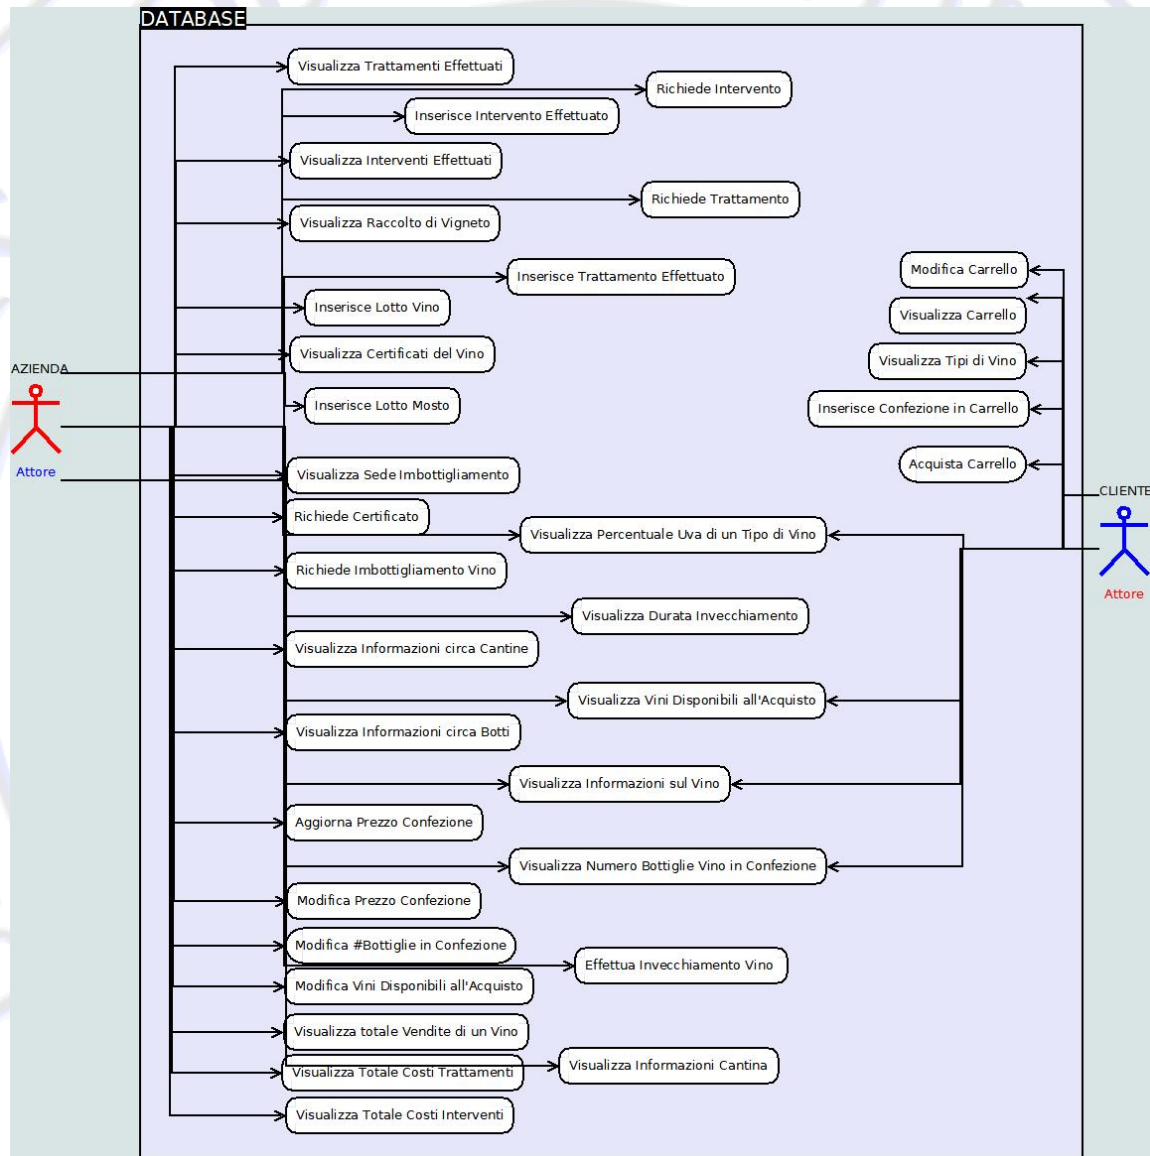 DATABASE
Visualizza Trattamenti Effettuati
Richiede Intervento
Inserisce Intervento Effettuato
Visualizza Interventi Effettuati
Richiede Trattamento
Visualizza Raccolto di Vigneto
Modifica Carrello
Inserisce Trattamento Effettuato
Inserisce Lotto Vino
Visualizza Carrello
Visualizza Certificati del Vino
Visualizza Tipi di Vino
AZIENDA
Inserisce Lotto Mosto
Inserisce Confezione in Carrello
Acquista Carrello
Attore
Visualizza Sede Imbottigliamento
CLIENTE
Richiede Certificato
Visualizza Percentuale Uva di un Tipo di Vino
Richiede Imbottigliamento Vino
Attore
Visualizza Durata Invecchiamento
Visualizza Informazioni circa Cantine
Visualizza Vini Disponibili all'Acquisto
Visualizza Informazioni circa Botti
Visualizza Informazioni sul Vino
Aggiorna Prezzo Confezione
Visualizza Numero Bottiglie Vino in Confezione
Modifica Prezzo Confezione
Modifica #Bottiglie in Confezione
Effettua Invecchiamento Vino
Modifica Vini Disponibili all'Acquisto
Visualizza totale Vendite di un Vino
Visualizza Informazioni Cantina
Visualizza Totale Costi Trattamenti
Visualizza Totale Costi Interventi